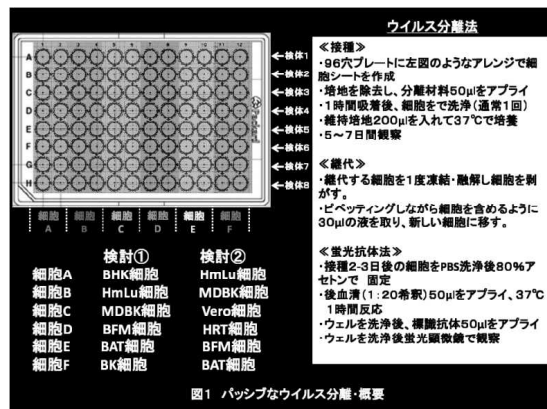 1 2 3 4 5 6 7 8 9 10 11 12
A
B
C
D
E
F
G
H
←検体1
←検体2
←検体3
←検体4
←検体5
←検体6
←検体7
←検体8
細胞 細胞 細胞 細胞 細胞 細胞
A B C D E F
検討① 検討②
細胞A BHK細胞 HmLu細胞
細胞B HmLu細胞 MDBK細胞
細胞C MDBK細胞 Vero細胞
細胞D BFM細胞 HRT細胞
細胞E BAT細胞 BFM細胞
細胞F BK細胞 BAT細胞
ウイルス分離法
≪接種≫
・96穴プレートに左図のようなアレンジで細
胞シートを作成
・培地を除去し、分離材料50μlをアプライ
・1時間吸着後、細胞をで洗浄(通常1回)
・維持培地200μlを入れて37℃で培養
・5～7日間観察
≪継代≫
・継代する細胞を1度凍結・融解し細胞を剥
がす。
・ピペッティングしながら細胞を含めるように
30μlの液を取り、新しい細胞に移す。
≪蛍光抗体法≫
・接種2-3日後の細胞をPBS洗浄後80%ア
セトンで 固定
・後血清(1:20希釈)50μlをアプライ、37℃
1時間反応
・ウェルを洗浄後、標識抗体50μlをアプライ
・ウェルを洗浄後蛍光顕微鏡で観察
図1 パッシブなウイルス分離・概要